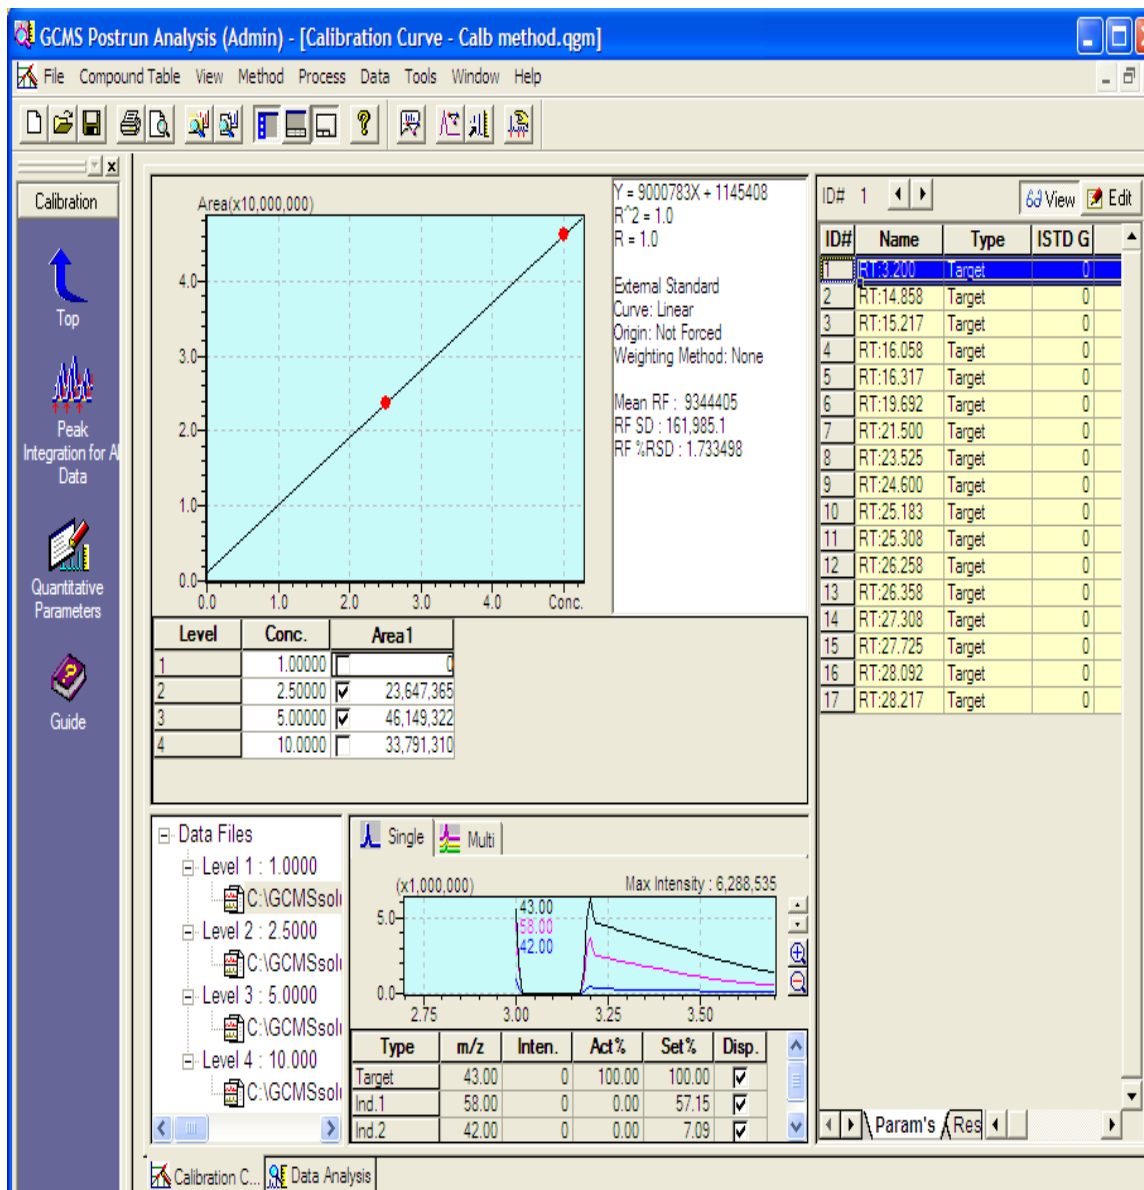 GCMS Postrun Analysis (Admin) - [Calibration Curve - Calb method.qgm]
File Compound Table View Method Process Data Tools Window Help
Calibration
Top
Peak
Integration for Al
Data
Quantitative
Parameters
Guide
Area(x10,000,000)
4.0
3.0
2.0
1.0
0.0
0.0 1.0 2.0 3.0 4.0 Conc.
Y = 9000783X + 1145408
R^2 = 1.0
R = 1.0
External Standard
Curve: Linear
Origin: Not Forced
Weighting Method: None
Mean RF : 9344405
RF SD : 161,985.1
RF %RSD : 1.733498
Level Conc. Area1
1 1.00000 0
2 2.50000 23,647,365
3 5.00000 46,149,322
4 10.0000 33,791,310
ID# 1 View Edit
ID# Name Type ISTD G
1 RT:3.200 Target 0
2 RT:14.858 Target 0
3 RT:15.217 Target 0
4 RT:16.058 Target 0
5 RT:16.317 Target 0
6 RT:19.692 Target 0
7 RT:21.500 Target 0
8 RT:23.525 Target 0
9 RT:24.600 Target 0
10 RT:25.183 Target 0
11 RT:25.308 Target 0
12 RT:26.258 Target 0
13 RT:26.358 Target 0
14 RT:27.308 Target 0
15 RT:27.725 Target 0
16 RT:28.092 Target 0
17 RT:28.217 Target 0
Param's Res
Data Files
Level 1 : 1.0000
C:\GCMSsolu
Level 2 : 2.5000
C:\GCMSsolu
Level 3 : 5.0000
C:\GCMSsolu
Level 4 : 10.000
C:\GCMSsolu
Single Multi
(x1,000,000) Max Intensity : 6,288,535
5.0
0.0
43.00
58.00
42.00
2.75 3.00 3.25 3.50
Type m/z Inten. Act% Set% Disp.
Target 43.00 0 100.00 100.00
Ind.1 58.00 0 0.00 57.15
Ind.2 42.00 0 0.00 7.09
Calibration C... Data Analysis